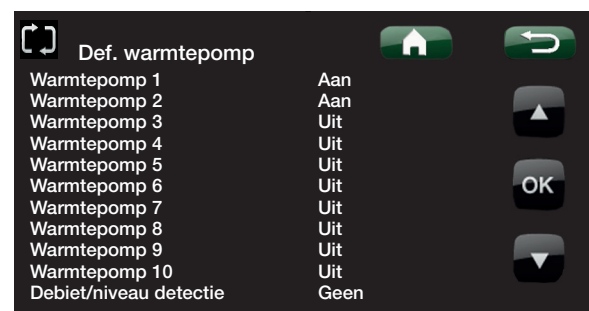 Def. warmtepomp
Warmtepomp 1 Aan
Warmtepomp 2 Aan
Warmtepomp 3 Uit
Warmtepomp 4 Uit
Warmtepomp 5 Uit
Warmtepomp 6 Uit
Warmtepomp 7 Uit
Warmtepomp 8 Uit
Warmtepomp 9 Uit
Warmtepomp 10 Uit
Debiet/niveau detectie Geen
OK